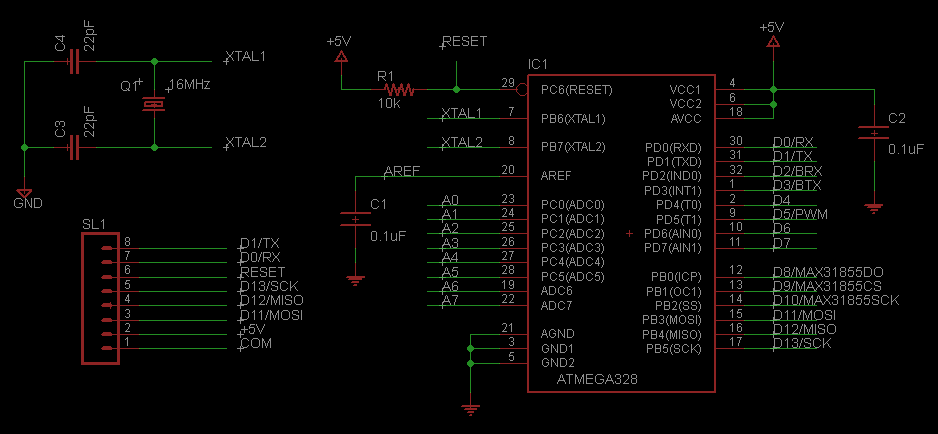 C4
22pF
XTAL1
Q1
16MHz
C3
22pF
XTAL2
GND
SL1
8 D1/TX
7 D0/RX
6 RESET
5 D13/SCK
4 D12/MISO
3 D11/MOSI
2 +5V
1 COM
+5V
RESET
R1
10k
XTAL1
XTAL2
AREF
C1
0.1uF
A0
A1
A2
A3
A4
A5
A6
A7
IC1
29 PC6(RESET)
7 PB6(XTAL1)
8 PB7(XTAL2)
20 AREF
23 PC0(ADC0)
24 PC1(ADC1)
25 PC2(ADC2)
26 PC3(ADC3)
27 PC4(ADC4)
28 PC5(ADC5)
19 ADC6
22 ADC7
21 AGND
3 GND1
5 GND2
ATMEGA328
VCC1 4
VCC2 6
AVCC 18
PD0(RXD) 30 D0/RX
PD1(TXD) 31 D1/TX
PD2(IND0) 32 D2/BRX
PD3(INT1) 1 D3/BTX
PD4(T0) 2 D4
PD5(T1) 9 D5/PWM
PD6(AIN0) 10 D6
PD7(AIN1) 11 D7
PB0(ICP) 12 D8/MAX31855DO
PB1(OC1) 13 D9/MAX31855CS
PB2(SS) 14 D10/MAX31855SCK
PB3(MOSI) 15 D11/MOSI
PB4(MISO) 16 D12/MISO
PB5(SCK) 17 D13/SCK
+5V
C2
0.1uF